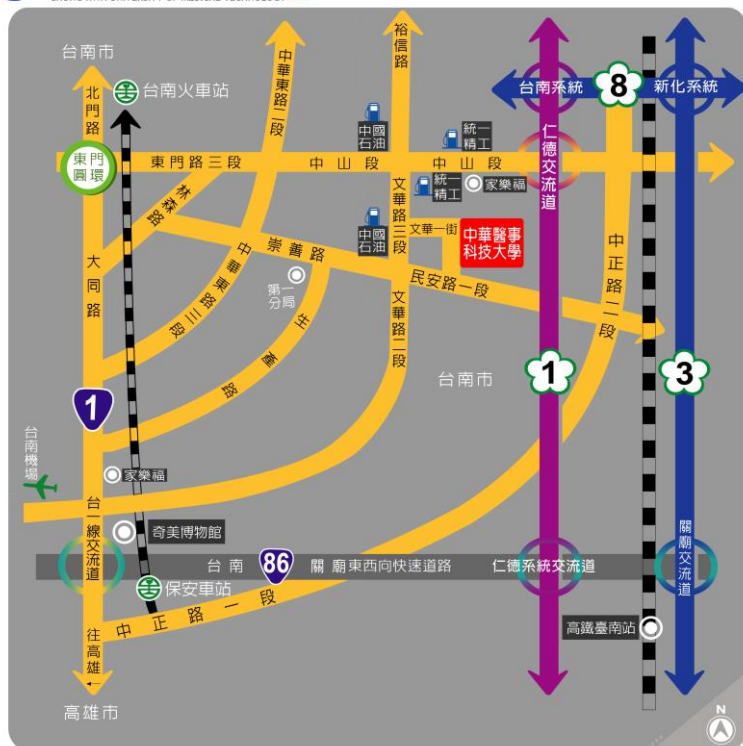 CHUNG HWA UNIVERSITY OF MEDICAL TECHNOLOGY
台南市
北門路
台南火車站
中華東路二段
裕信路
台南系統
8
新化系統
中國
石油
統一
精工
東門
圓環
東門路三段
中山段
中山段
仁德交流道
統一
精工
家樂福
林森路
文華路三段
中國
石油
文華一街
中華醫事
科技大學
中正路二段
大同路
中華東路三段
崇善路
第一
分局
民安路一段
生產路
文華路二段
台南市
1
1
3
台南機場
家樂福
台一線交流道
奇美博物館
台南
86
關廟東西向快速道路
仁德系統交流道
關廟交流道
保安車站
中正路一段
往高雄
高鐵臺南站
高雄市
N